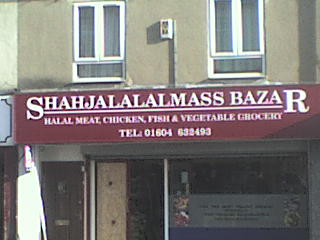 SHAHJALALALMASS BAZAR
HALAL MEAT, CHICKEN, FISH & VEGETABLE GROCERY
TEL: 01604 632493